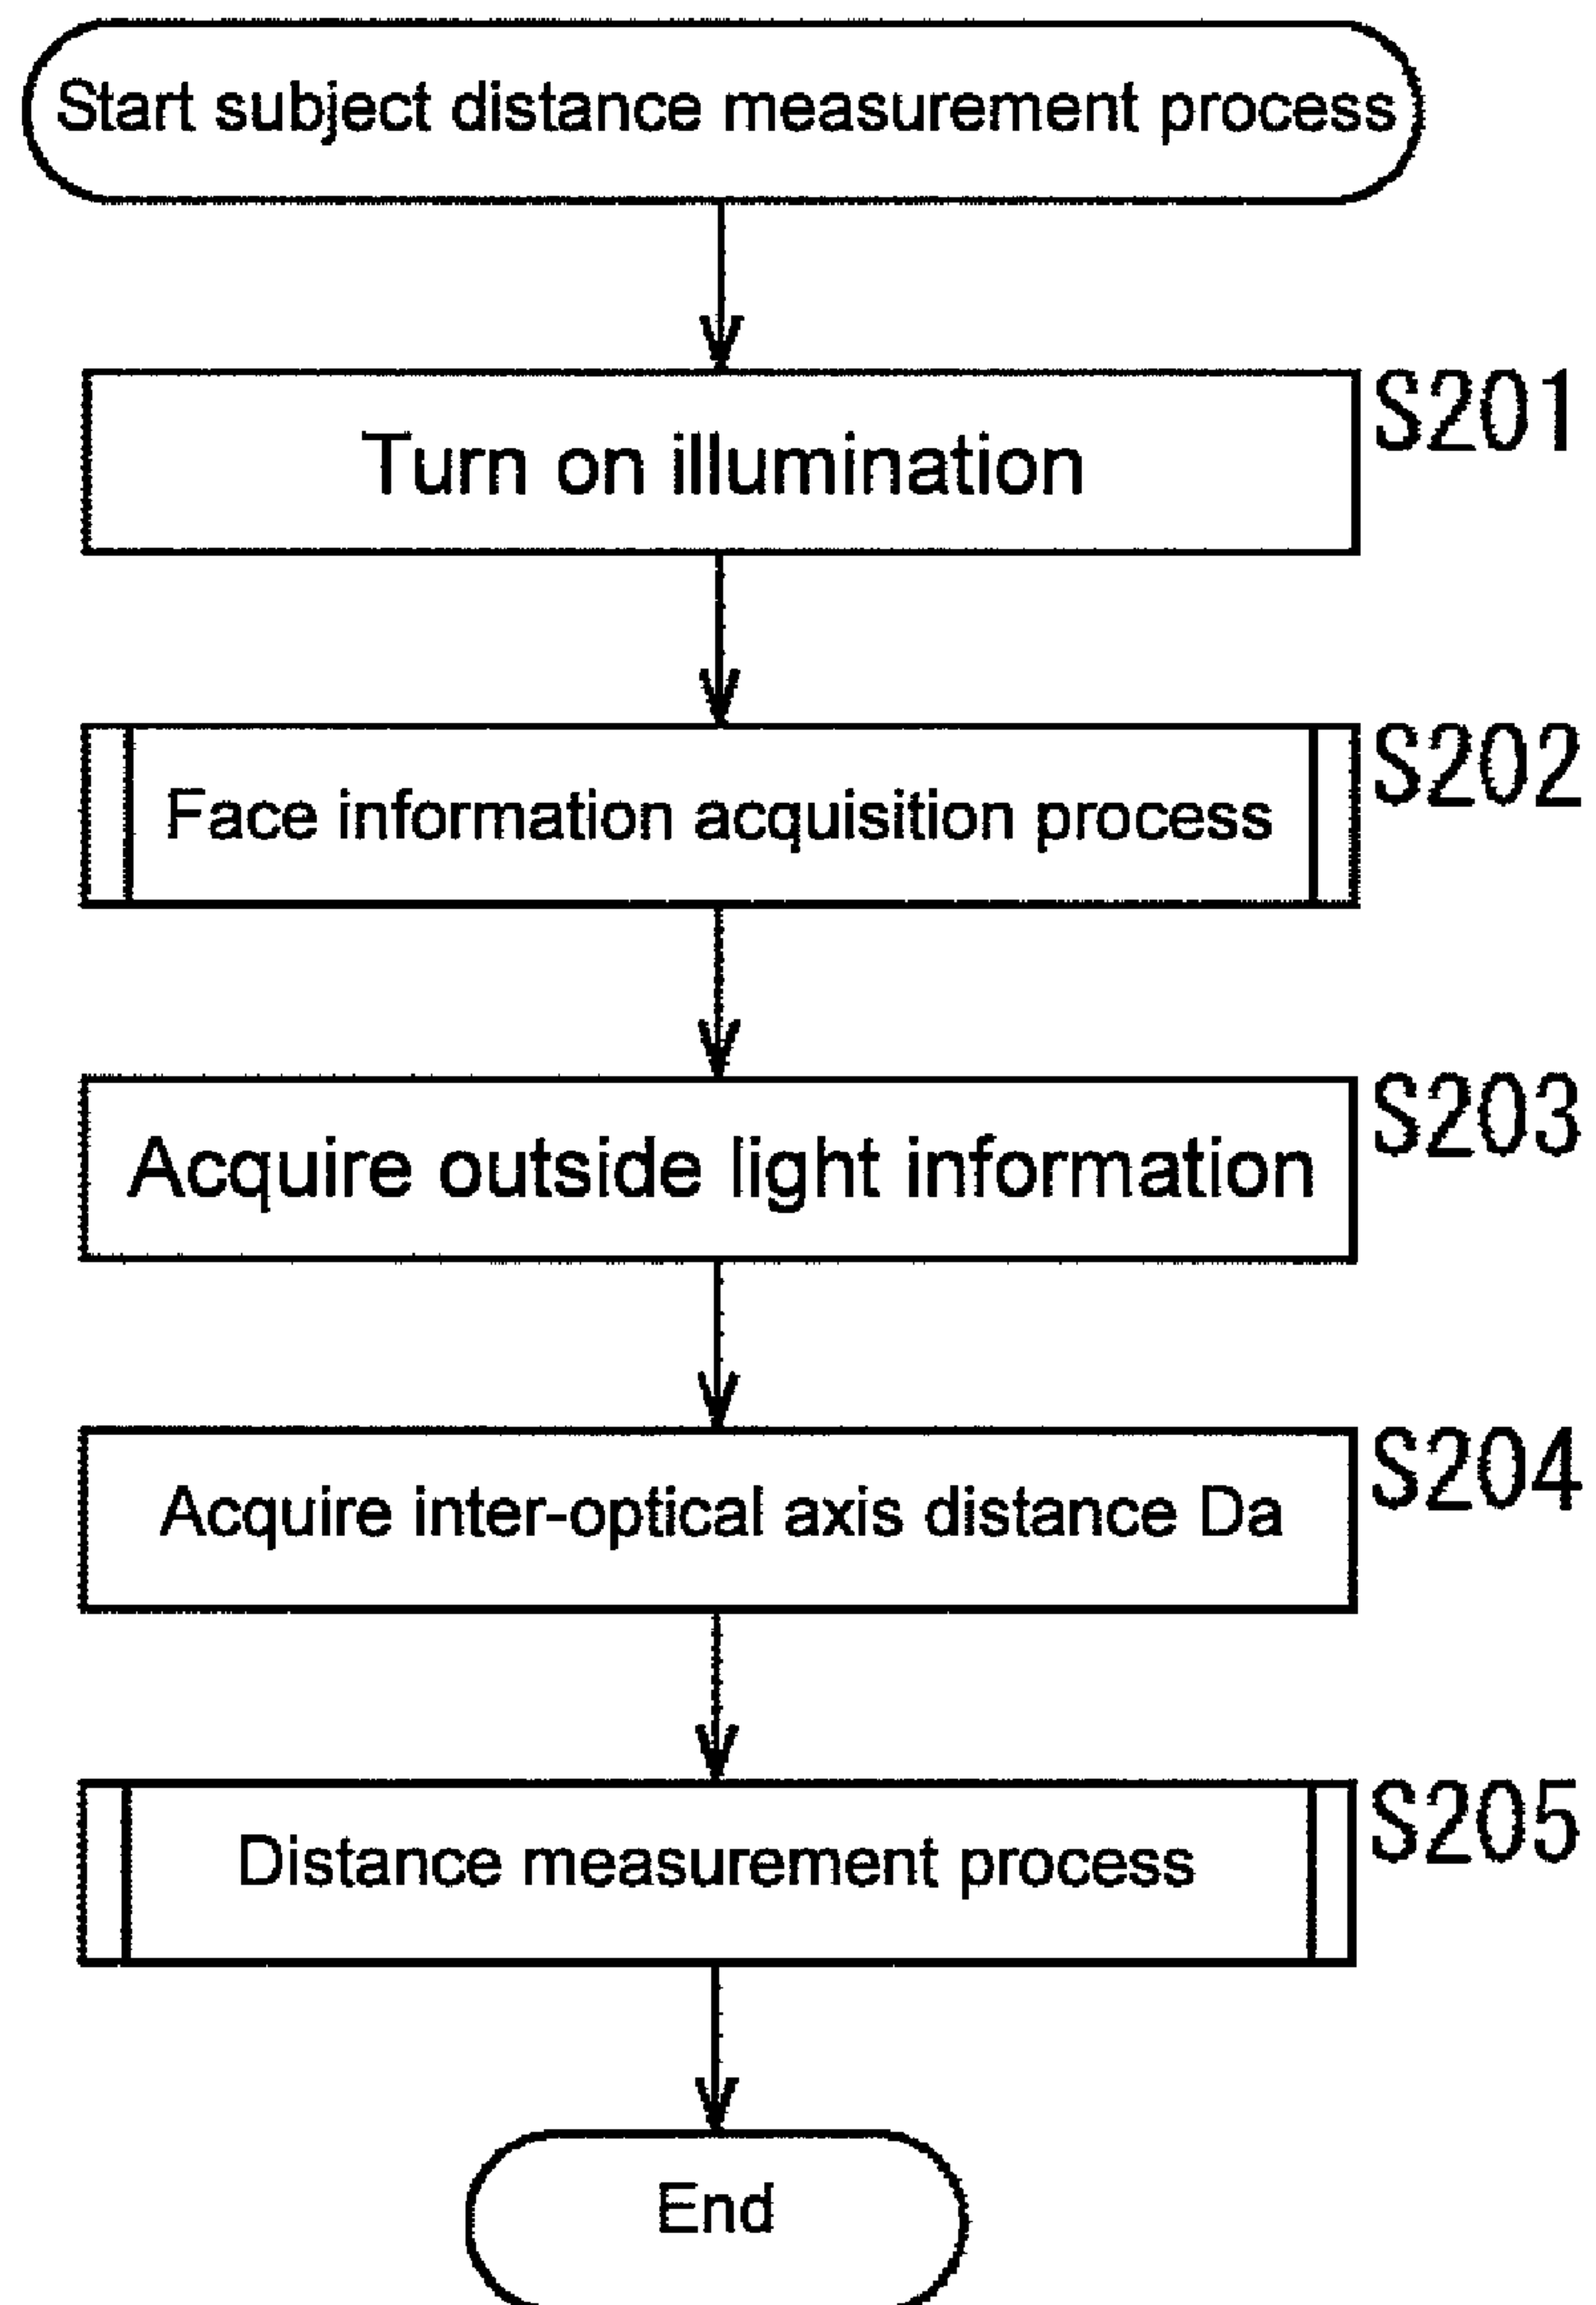 Start subject distance measurement process
S201
Turn on illumination
S202
Face information acquisition process
S203
Acquire outside light information
S204
Acquire inter-optical axis distance Da
S205
Distance measurement process
End